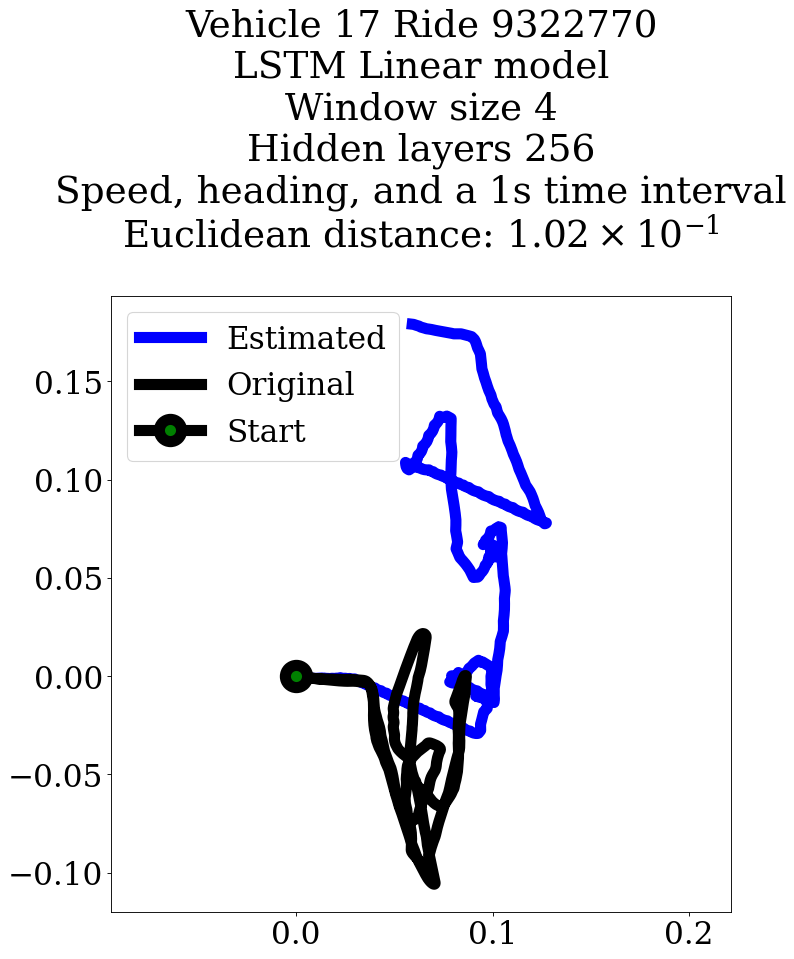 Vehicle 17 Ride 9322770
LSTM Linear model
Window size 4
Hidden layers 256
Speed, heading, and a 1s time interval
Euclidean distance: 1.02 × 10⁻¹
Estimated
Original
Start
0.15
0.10
0.05
0.00
−0.05
−0.10
0.0 0.1 0.2